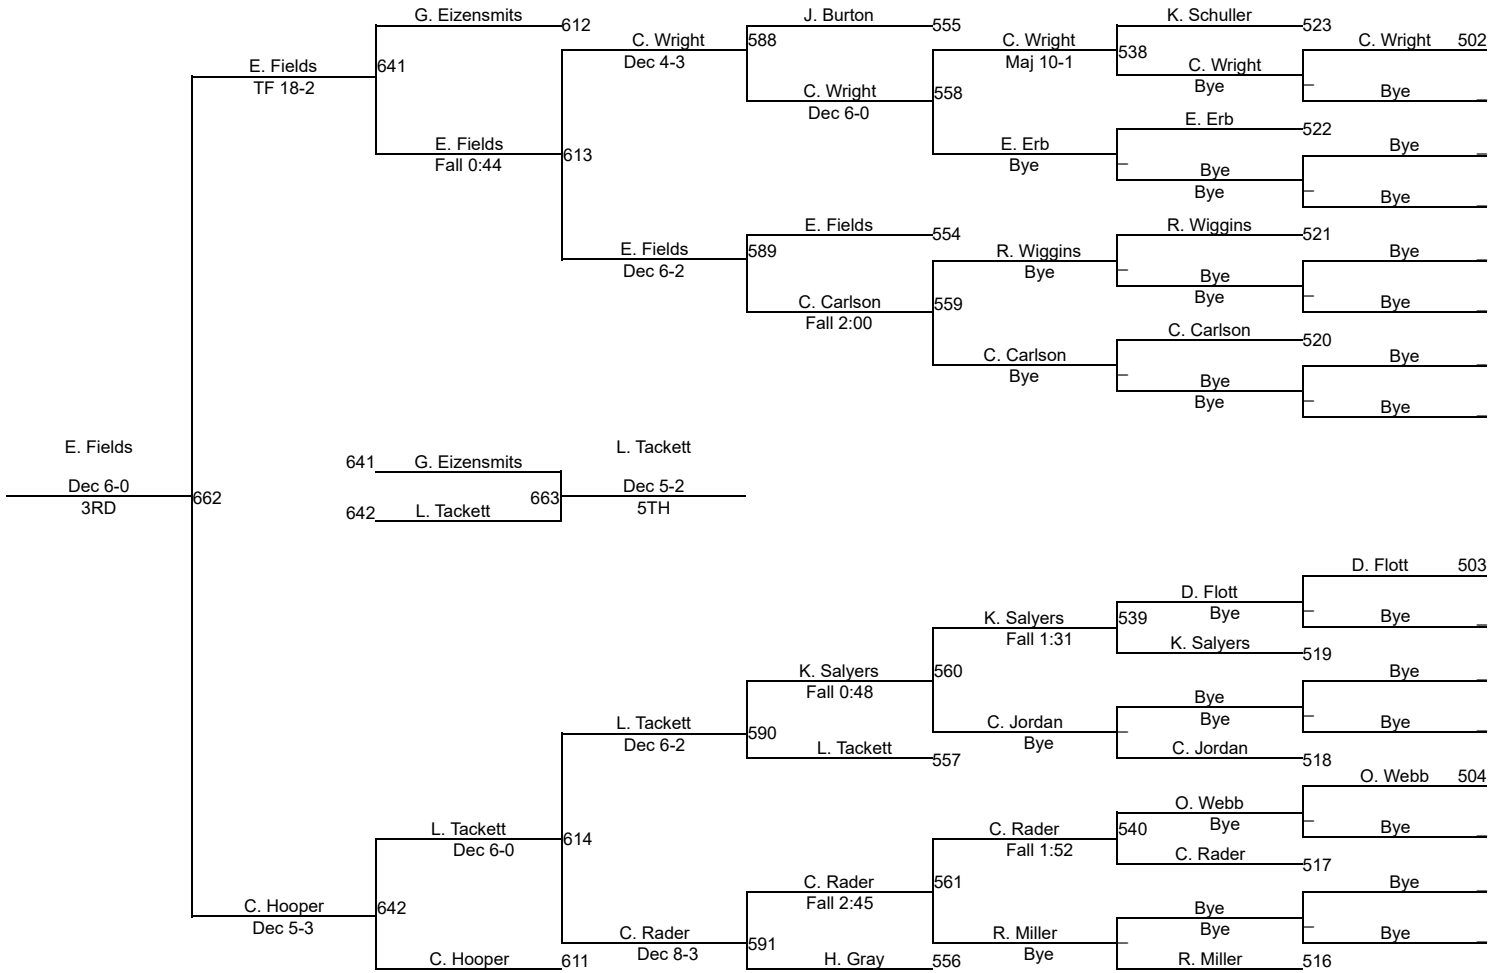 G. Eizensmits 612
J. Burton 555
K. Schuller 523
C. Wright 588
C. Wright 538
C. Wright 502
Dec 4-3
Maj 10-1
E. Fields 641
C. Wright
TF 18-2
Bye
C. Wright 558
Bye
Dec 6-0
E. Erb 522
E. Fields 613
E. Erb
Bye
Fall 0:44
Bye
Bye
Bye
Bye
E. Fields 554
R. Wiggins 521
E. Fields 589
R. Wiggins
Bye
Dec 6-2
Bye
Bye
C. Carlson 559
Bye
Bye
Fall 2:00
C. Carlson 520
C. Carlson
Bye
Bye
Bye
Bye
Bye
E. Fields
L. Tackett
641 G. Eizensmits
Dec 6-0 662
663 Dec 5-2
3RD
5TH
642 L. Tackett
D. Flott 503
D. Flott
K. Salyers 539
Bye
Bye
Fall 1:31
K. Salyers 519
K. Salyers 560
Bye
Fall 0:48
Bye
L. Tackett 590
C. Jordan
Bye
Bye
Dec 6-2
Bye
L. Tackett 557
C. Jordan 518
O. Webb 504
O. Webb
L. Tackett 614
C. Rader 540
Bye
Bye
Dec 6-0
Fall 1:52
C. Rader 517
C. Rader 561
Bye
Fall 2:45
C. Hooper 642
Bye
Dec 5-3
Bye
C. Rader 591
R. Miller
Bye
Dec 8-3
Bye
C. Hooper 611
H. Gray 556
R. Miller 516